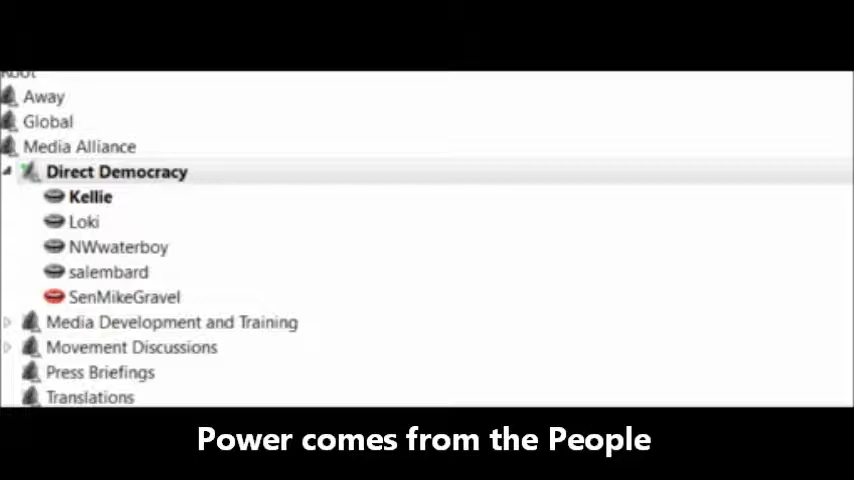 Root
Away
Global
Media Alliance
Direct Democracy
Kellie
Loki
NWwaterboy
salembard
SenMikeGravel
Media Development and Training
Movement Discussions
Press Briefings
Translations
Power comes from the People